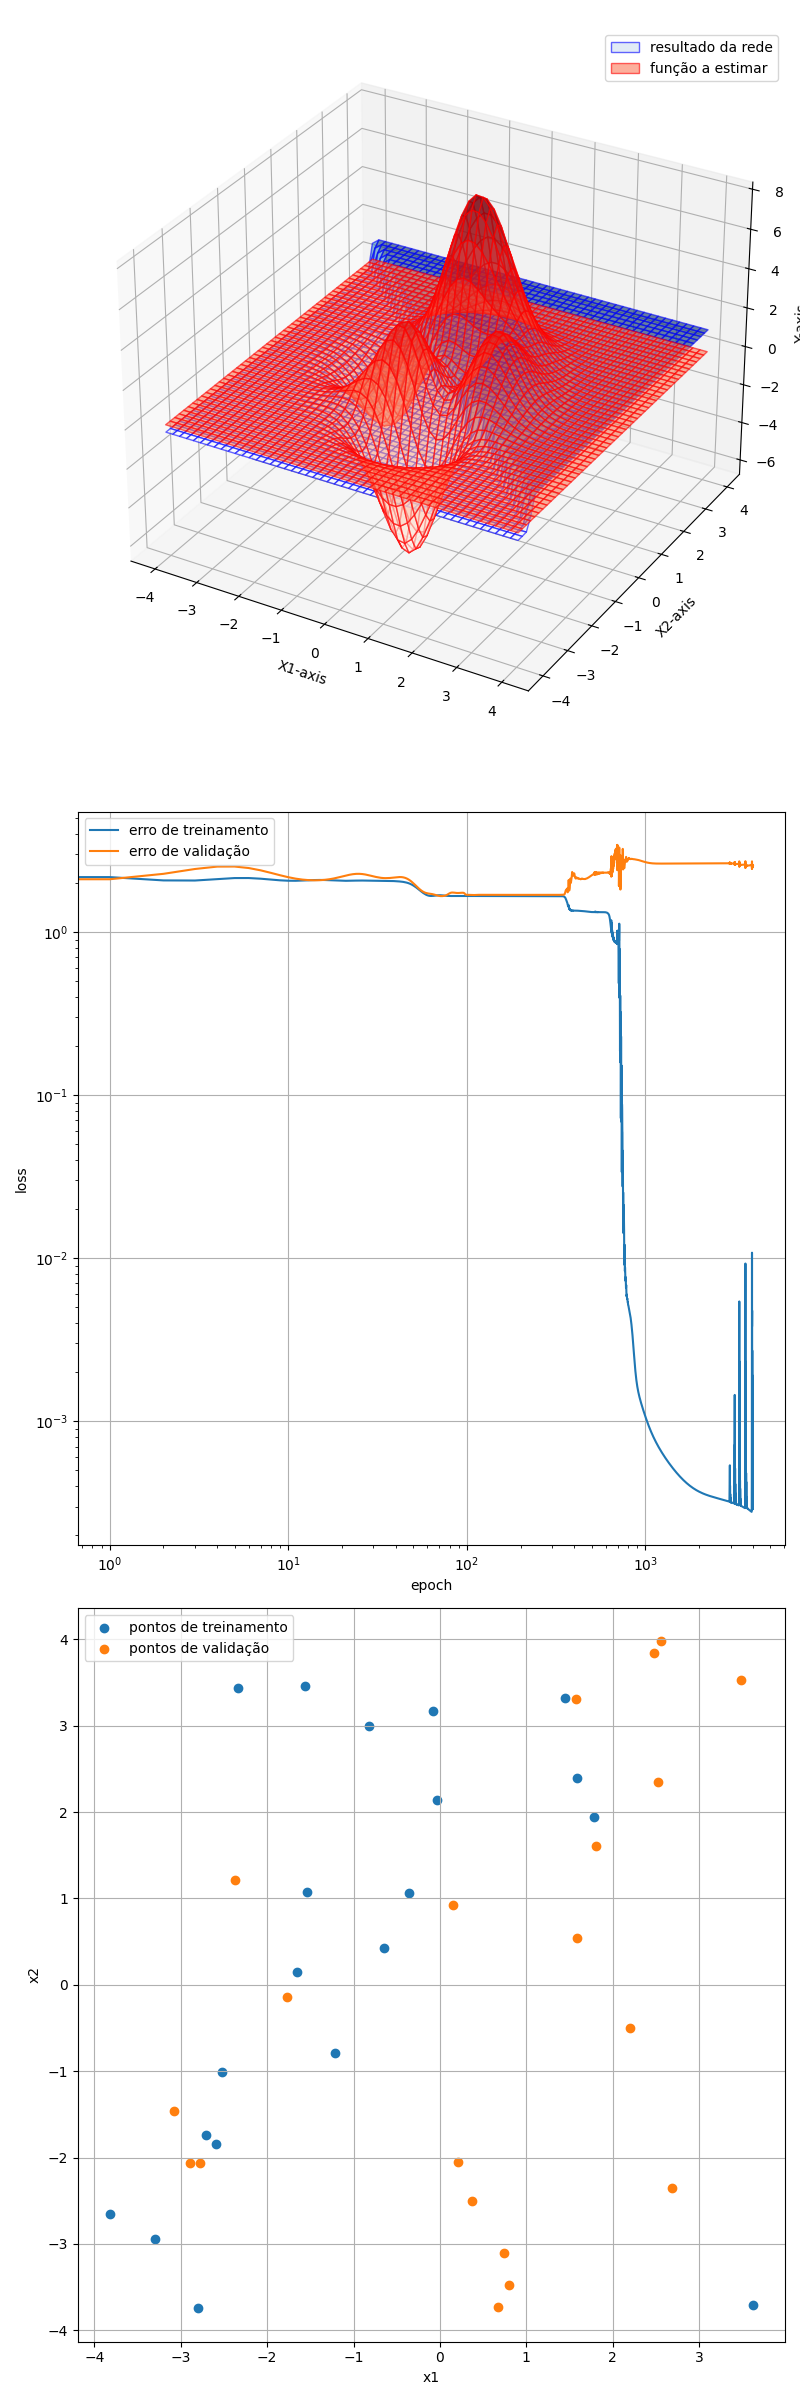 resultado da rede
função a estimar
8
6
4
2
0
−2
−4
−6
−4
−3
−2
−1
0
1
2
3
4
X1-axis
−4
−3
−2
−1
0
1
2
3
4
X2-axis
erro de treinamento
erro de validação
10⁰
10⁻¹
10⁻²
10⁻³
loss
10⁰ 10¹ 10² 10³
epoch
pontos de treinamento
pontos de validação
4
3
2
1
0
−1
−2
−3
−4
x2
−4 −3 −2 −1 0 1 2 3
x1